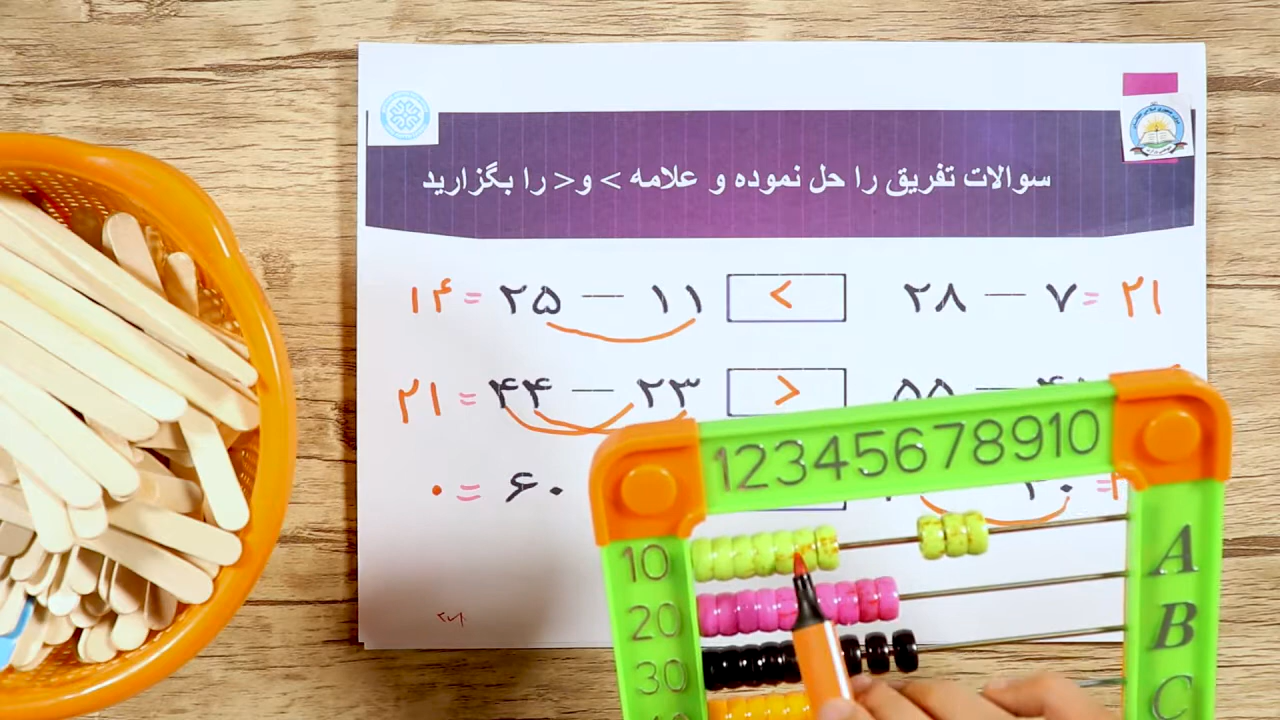 سوالات تفریق را حل نموده و علامه > و< را بگزارید
۱۴ = ۲۵ — ۱۱ < ۲۸ — ۷ = ۲۱
۲۱ = ۴۴ — ۲۳ >
۰ = ۶۰
12345678910
10 A
20 B
30 C